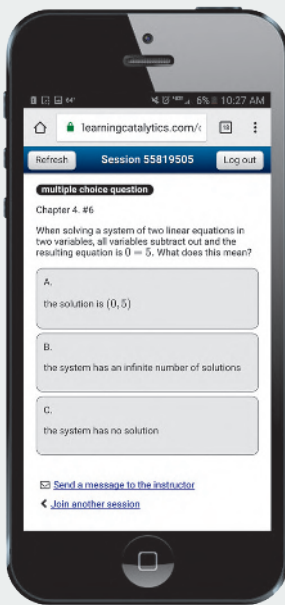 64° 6% 10:27 AM
learningcatalytics.com/
Refresh Session 55819505 Log out
multiple choice question
Chapter 4. #6
When solving a system of two linear equations in
two variables, all variables subtract out and the
resulting equation is 0 = 5. What does this mean?
A.
the solution is (0, 5)
B.
the system has an infinite number of solutions
C.
the system has no solution
Send a message to the instructor
Join another session